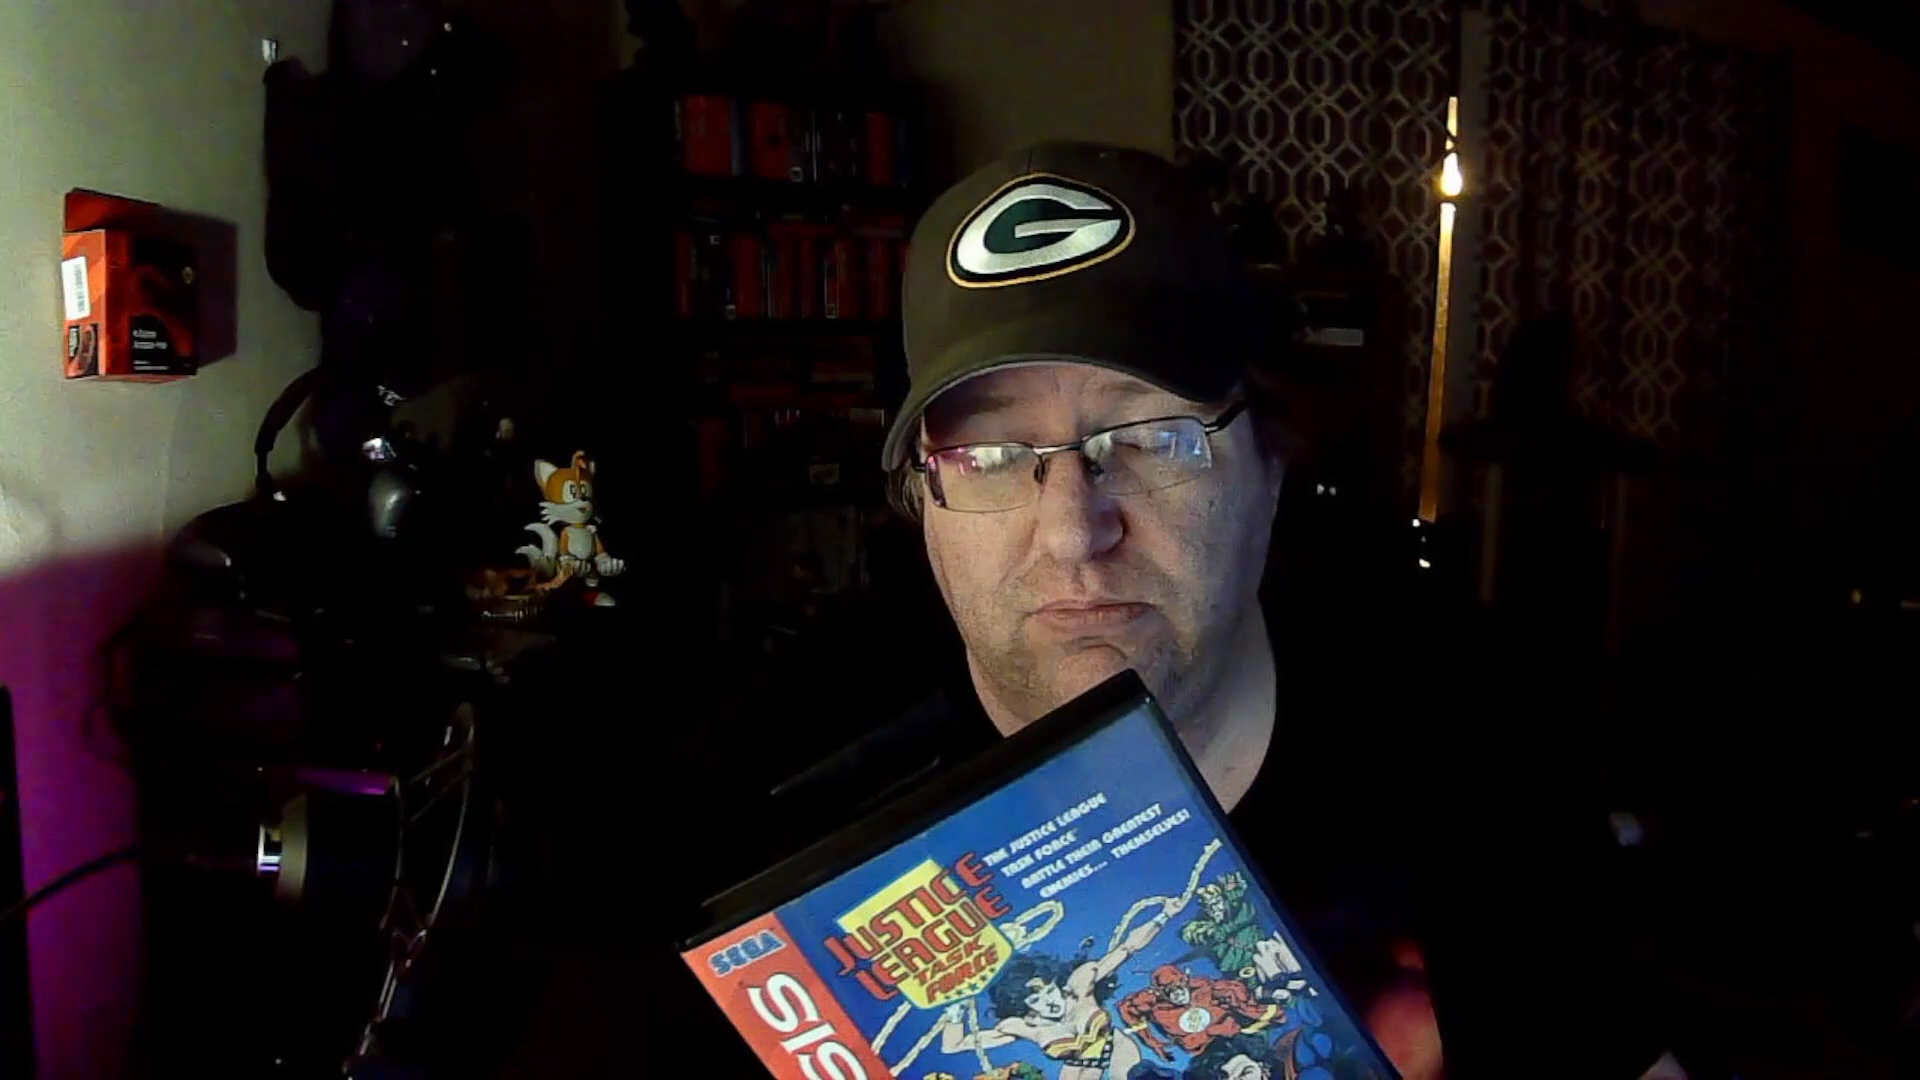 G
THE JUSTICE LEAGUE
TASK FORCE
BATTLE THEIR GREATEST
ENEMIES... THEMSELVES!
JUSTICE
LEAGUE
TASK
FORCE
SEGA